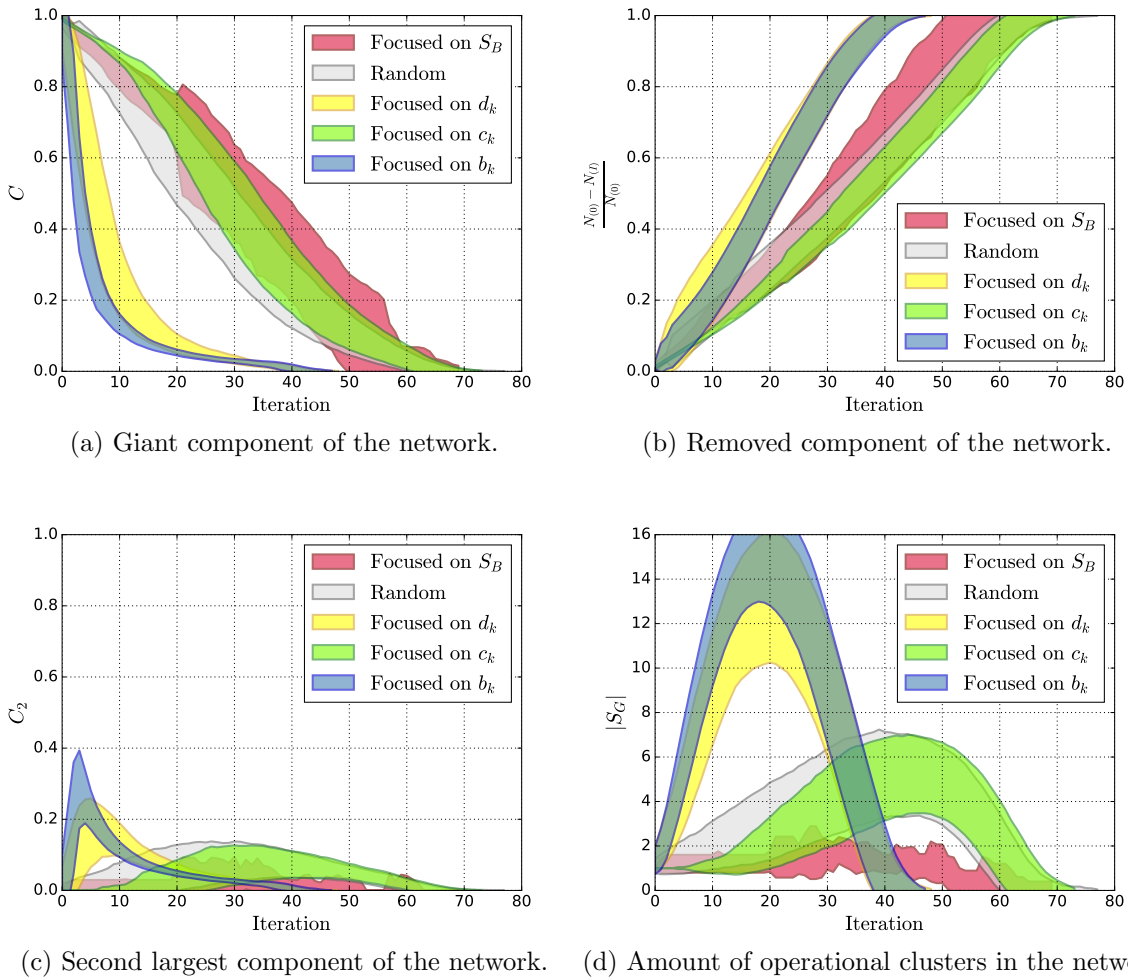 1.0
0.8
0.6
0.4
0.2
0.0
C
0 10 20 30 40 50 60 70 80
Iteration
Focused on S_B
Random
Focused on d_k
Focused on c_k
Focused on b_k
(a) Giant component of the network.
1.0
0.8
0.6
0.4
0.2
0.0
N_(0) − N_(I)
N_(0)
0 10 20 30 40 50 60 70 80
Iteration
Focused on S_B
Random
Focused on d_k
Focused on c_k
Focused on b_k
(b) Removed component of the network.
1.0
0.8
0.6
0.4
0.2
0.0
C_2
0 10 20 30 40 50 60 70 80
Iteration
Focused on S_B
Random
Focused on d_k
Focused on c_k
Focused on b_k
(c) Second largest component of the network.
16
14
12
10
8
6
4
2
0
|S_G|
0 10 20 30 40 50 60 70 80
Iteration
Focused on S_B
Random
Focused on d_k
Focused on c_k
Focused on b_k
(d) Amount of operational clusters in the netw